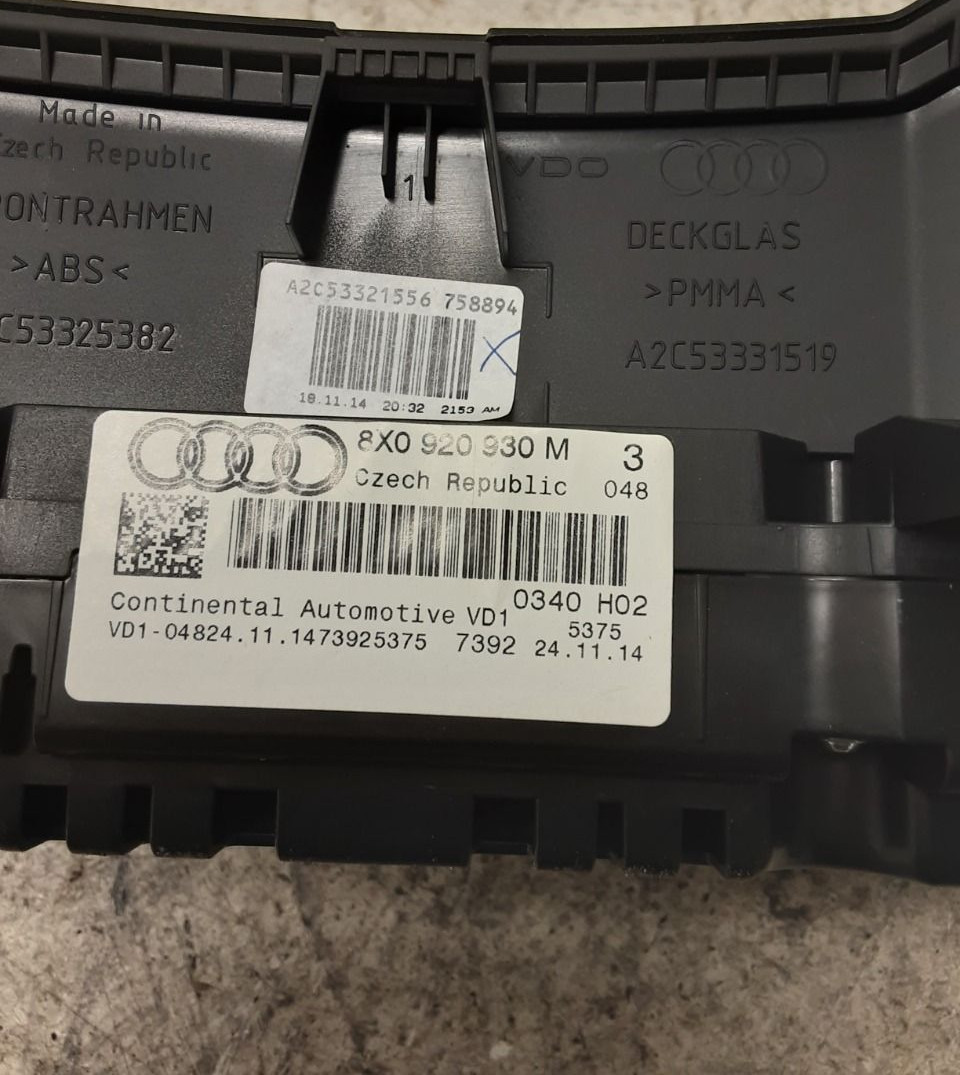 Made in
Czech Republic
RONTRAHMEN
>ABS<
C53325382
1
VDO
DECKGLAS
>PMMA<
A2C53331519
A2C53321556 758894
18.11.14 20:32 2153 AM
8X0 920 930 M 3
Czech Republic 048
0340 H02
Continental Automotive VD1
5375
VD1-04824.11.1473925375 7392 24.11.14